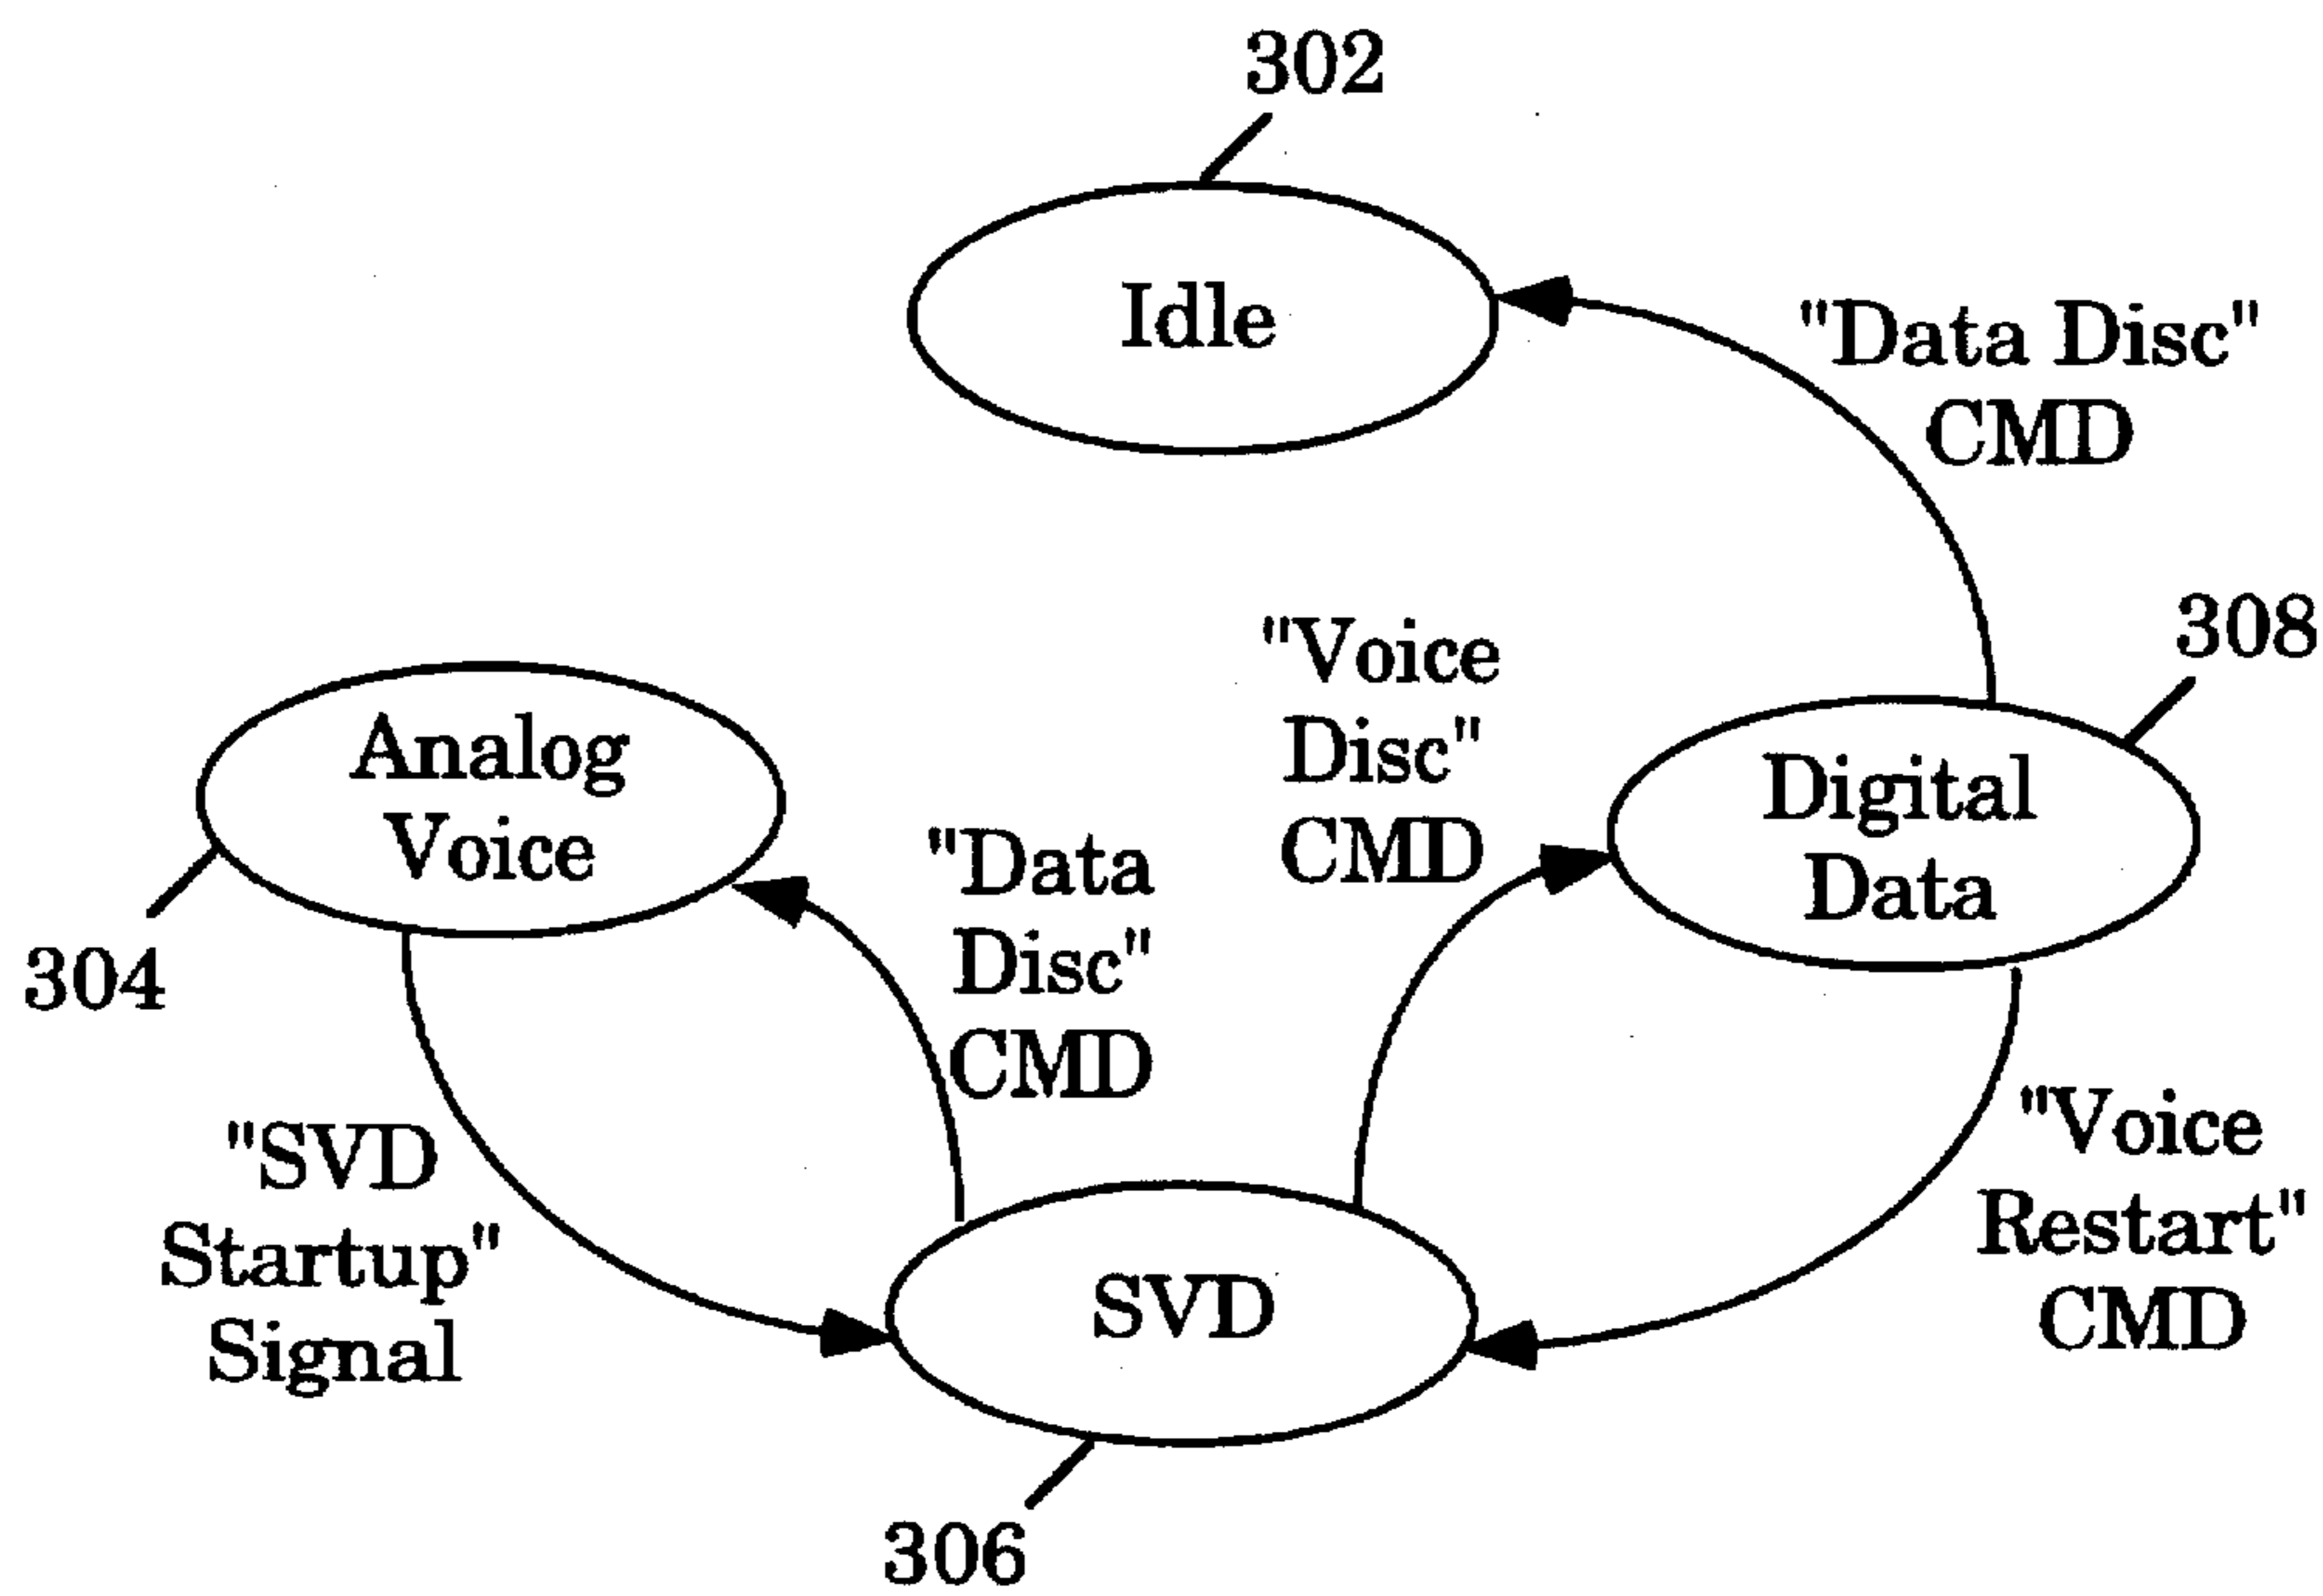 302
Idle
"Data Disc"
CMD
308
"Voice
Disc"
CMD
Analog
Voice
Digital
Data
"Data
Disc"
CMD
304
"SVD
Startup"
Signal
"Voice
Restart"
CMD
SVD
306